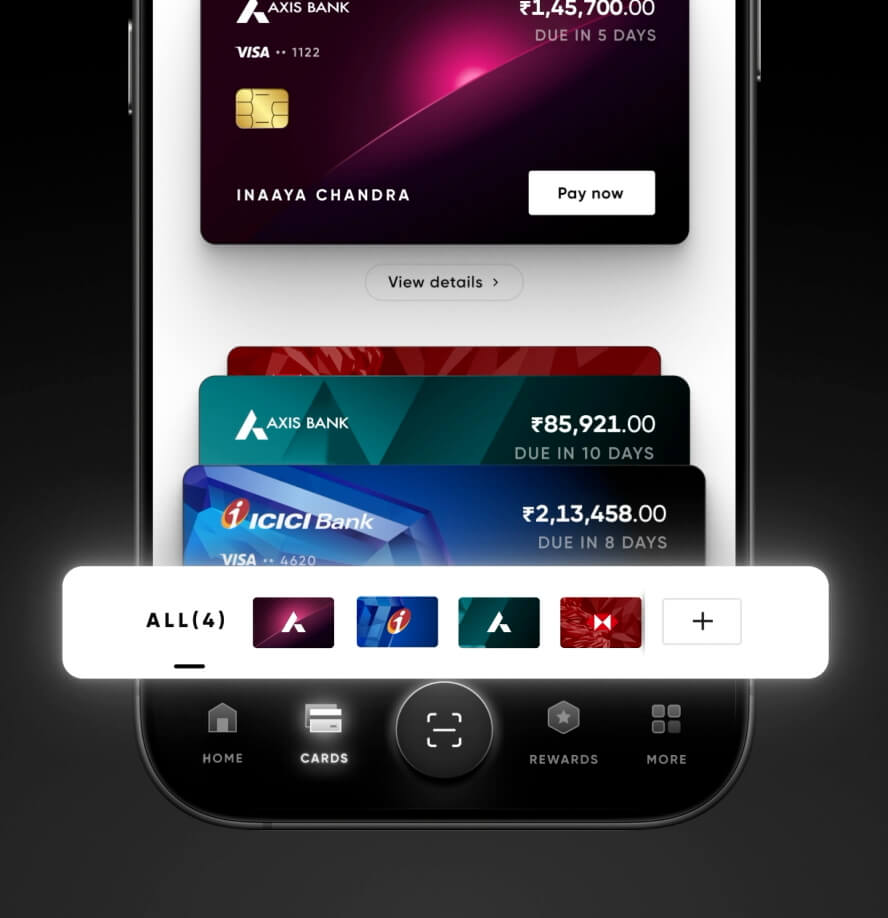 AXIS BANK
₹1,45,700.00
DUE IN 5 DAYS
VISA •• 1122
INAAYA CHANDRA
Pay now
View details ›
AXIS BANK
₹85,921.00
DUE IN 10 DAYS
ICICI Bank
₹2,13,458.00
DUE IN 8 DAYS
VISA •• 4620
ALL(4)
+
HOME
CARDS
REWARDS
MORE